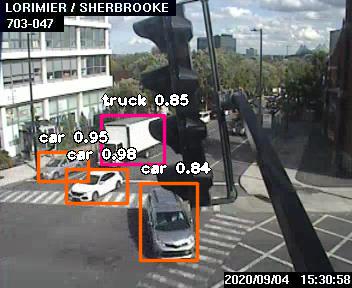 LORIMIER / SHERBROOKE
703-047
truck 0.85
car 0.95
car 0.98
car 0.84
2020/09/04 15:30:58